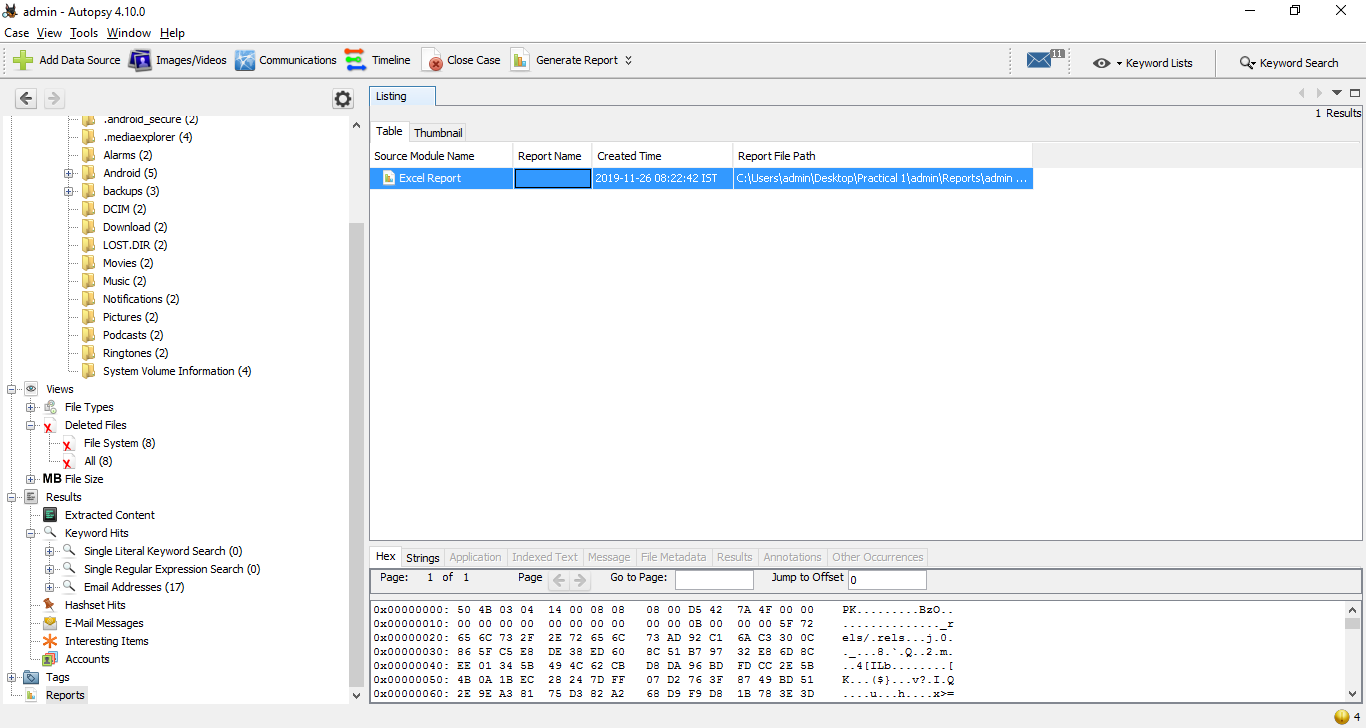 admin - Autopsy 4.10.0
Case View Tools Window Help
Add Data Source Images/Videos Communications Timeline Close Case Generate Report 11 Keyword Lists Keyword Search
.android_secure (2)
.mediaexplorer (4)
Alarms (2)
Android (5)
backups (3)
DCIM (2)
Download (2)
LOST.DIR (2)
Movies (2)
Music (2)
Notifications (2)
Pictures (2)
Podcasts (2)
Ringtones (2)
System Volume Information (4)
Views
File Types
Deleted Files
File System (8)
All (8)
MB File Size
Results
Extracted Content
Keyword Hits
Single Literal Keyword Search (0)
Single Regular Expression Search (0)
Email Addresses (17)
Hashset Hits
E-Mail Messages
Interesting Items
Accounts
Tags
Reports
Listing
1 Results
Table Thumbnail
Source Module Name Report Name Created Time Report File Path
Excel Report 2019-11-26 08:22:42 IST C:\Users\admin\Desktop\Practical 1\admin\Reports\admin ...
Hex Strings Application Indexed Text Message File Metadata Results Annotations Other Occurrences
Page: 1 of 1 Page Go to Page: Jump to Offset 0
0x00000000: 50 4B 03 04 14 00 08 08 08 00 D5 42 7A 4F 00 00 PK.........BzO..
0x00000010: 00 00 00 00 00 00 00 00 00 00 0B 00 00 00 5F 72 .............._r
0x00000020: 65 6C 73 2F 2E 72 65 6C 73 AD 92 C1 6A C3 30 0C els/.rels...j.0.
0x00000030: 86 5F C5 E8 DE 38 ED 60 8C 51 B7 97 32 E8 6D 8C ._...8.`.Q..2.m.
0x00000040: EE 01 34 5B 49 4C 62 CB D8 DA 96 BD FD CC 2E 5B ..4[ILb........[
0x00000050: 4B 0A 1B EC 28 24 7D FF 07 D2 76 3F 87 49 BD 51 K...($}...v?.I.Q
0x00000060: 2E 9E A3 81 75 D3 82 A2 68 D9 F9 D8 1B 78 3E 3D ....u...h....x>=
4